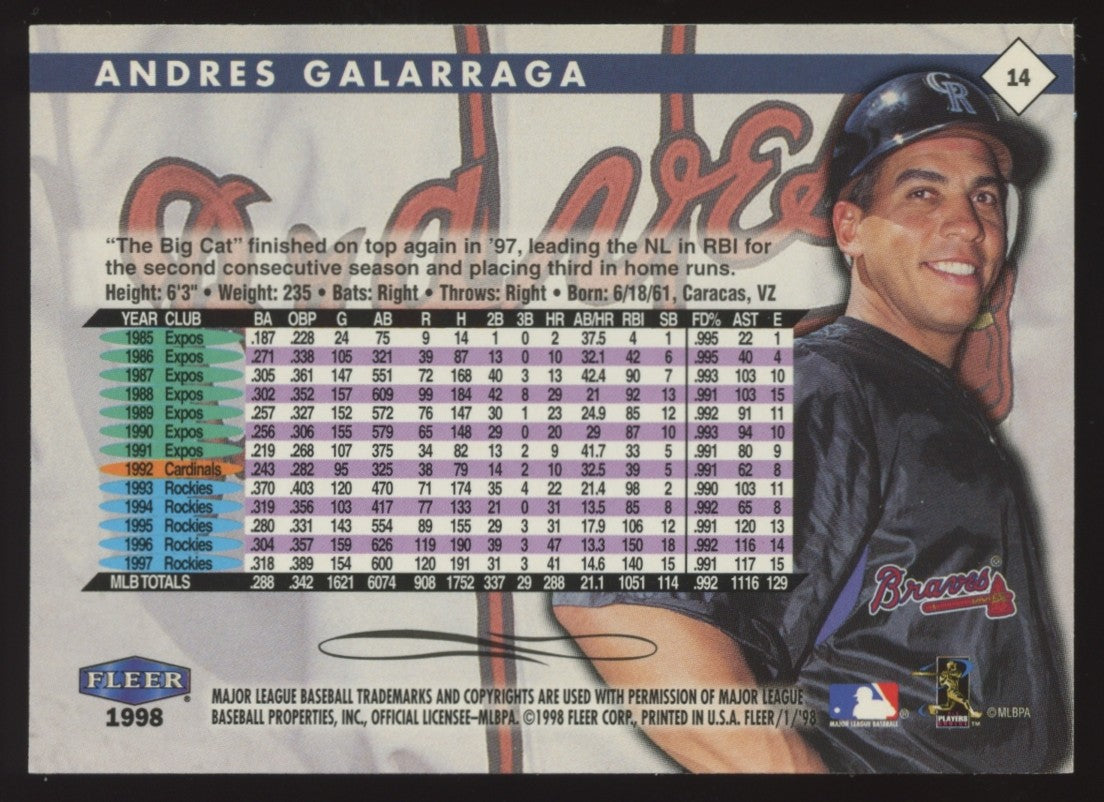 ANDRES GALARRAGA
14
CR
"The Big Cat" finished on top again in '97, leading the NL in RBI for
the second consecutive season and placing third in home runs.
Height: 6'3" • Weight: 235 • Bats: Right • Throws: Right • Born: 6/18/61, Caracas, VZ
YEAR CLUB BA OBP G AB R H 2B 3B HR AB/HR RBI SB FD% AST E
1985 Expos .187 .228 24 75 9 14 1 0 2 37.5 4 1 .995 22 1
1986 Expos .271 .338 105 321 39 87 13 0 10 32.1 42 6 .995 40 4
1987 Expos .305 .361 147 551 72 168 40 3 13 42.4 90 7 .993 103 10
1988 Expos .302 .352 157 609 99 184 42 8 29 21 92 13 .991 103 15
1989 Expos .257 .327 152 572 76 147 30 1 23 24.9 85 12 .992 91 11
1990 Expos .256 .306 155 579 65 148 29 0 20 29 87 10 .993 94 10
1991 Expos .219 .268 107 375 34 82 13 2 9 41.7 33 5 .991 80 9
1992 Cardinals .243 .282 95 325 38 79 14 2 10 32.5 39 5 .991 62 8
1993 Rockies .370 .403 120 470 71 174 35 4 22 21.4 98 2 .990 103 11
1994 Rockies .319 .356 103 417 77 133 21 0 31 13.5 85 8 .992 65 8
1995 Rockies .280 .331 143 554 89 155 29 3 31 17.9 106 12 .991 120 13
1996 Rockies .304 .357 159 626 119 190 39 3 47 13.3 150 18 .992 116 14
1997 Rockies .318 .389 154 600 120 191 31 3 41 14.6 140 15 .991 117 15
MLB TOTALS .288 .342 1621 6074 908 1752 337 29 288 21.1 1051 114 .992 1116 129
Braves®
FLEER®
1998
MAJOR LEAGUE BASEBALL TRADEMARKS AND COPYRIGHTS ARE USED WITH PERMISSION OF MAJOR LEAGUE
BASEBALL PROPERTIES, INC., OFFICIAL LICENSEE–MLBPA. ©1998 FLEER CORP., PRINTED IN U.S.A. FLEER/1/'98
MAJOR LEAGUE BASEBALL ®
PLAYERS
CHOICE ™
©MLBPA